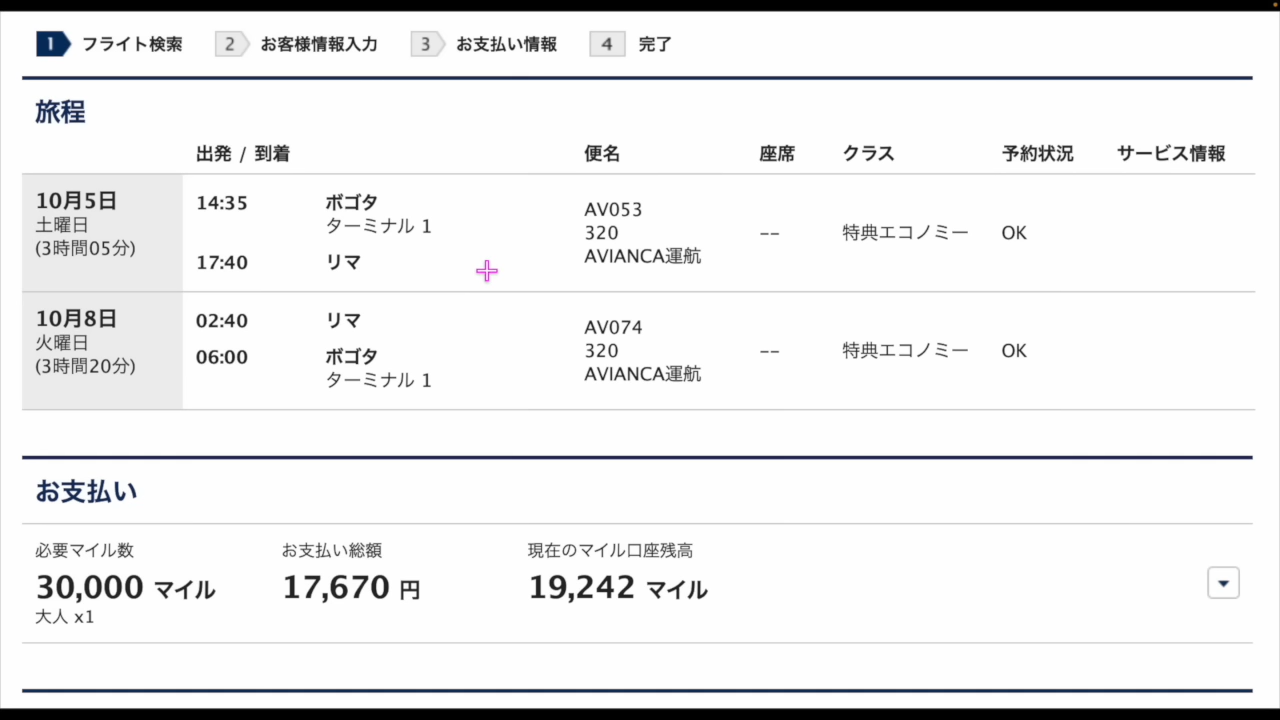 1 フライト検索 2 お客様情報入力 3 お支払い情報 4 完了
旅程
出発 / 到着 便名 座席 クラス 予約状況 サービス情報
10月5日
土曜日
(3時間05分)
14:35 ボゴタ
ターミナル 1
17:40 リマ
AV053
320
AVIANCA運航
--
特典エコノミー
OK
10月8日
火曜日
(3時間20分)
02:40 リマ
06:00 ボゴタ
ターミナル 1
AV074
320
AVIANCA運航
--
特典エコノミー
OK
お支払い
必要マイル数 お支払い総額 現在のマイル口座残高
30,000 マイル 17,670 円 19,242 マイル
大人 x1